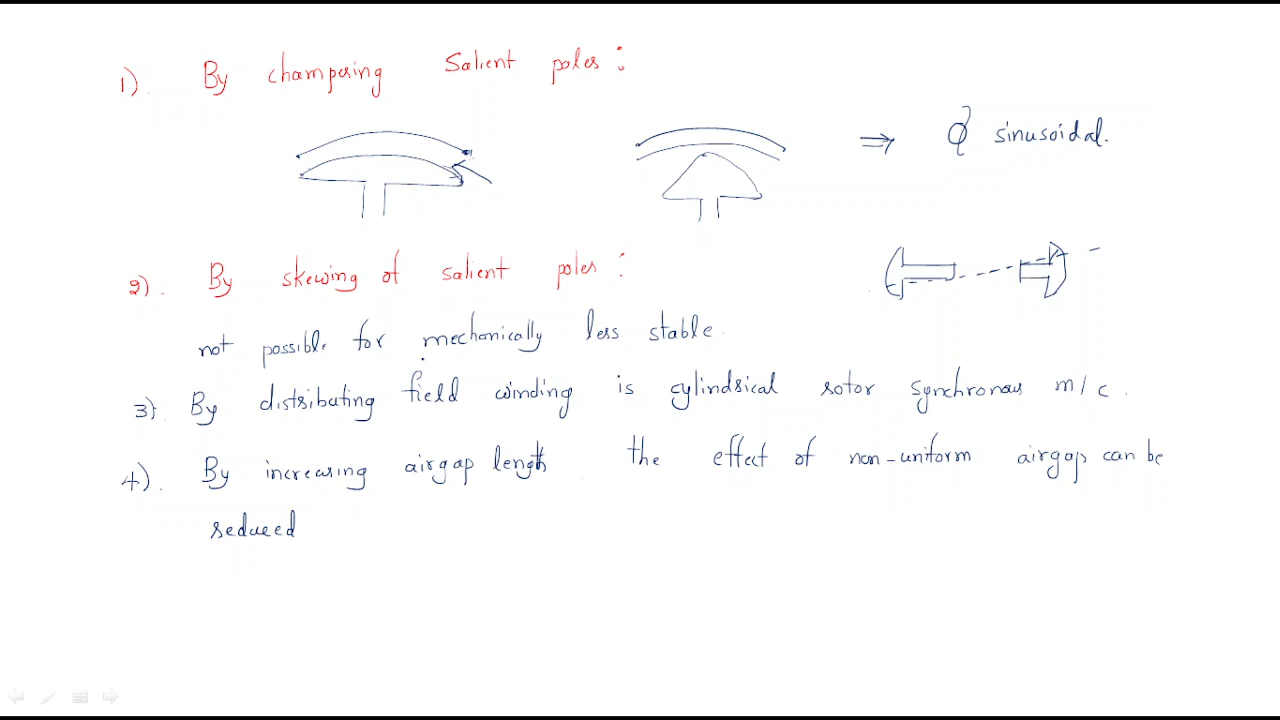 1). By champering Salient poles :
⇒ φ sinusoidal.
2). By skewing of salient poles :
not possible for mechanically less stable.
3). By distributing field winding is cylindrical rotor synchronous m/c.
4). By increasing airgap length the effect of non-uniform airgap can be
reduced